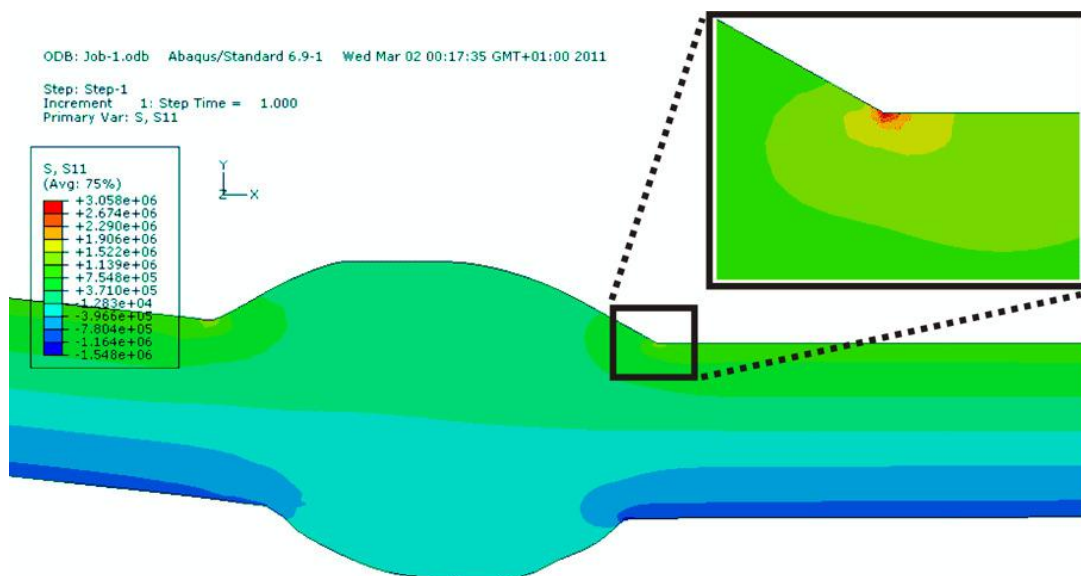 ODB: Job-1.odb Abaqus/Standard 6.9-1 Wed Mar 02 00:17:35 GMT+01:00 2011
Step: Step-1
Increment 1: Step Time = 1.000
Primary Var: S, S11
S, S11
(Avg: 75%)
+3.058e+06
+2.674e+06
+2.290e+06
+1.906e+06
+1.522e+06
+1.139e+06
+7.548e+05
+3.710e+05
-1.283e+04
-3.966e+05
-7.804e+05
-1.164e+06
-1.548e+06
Y
Z X